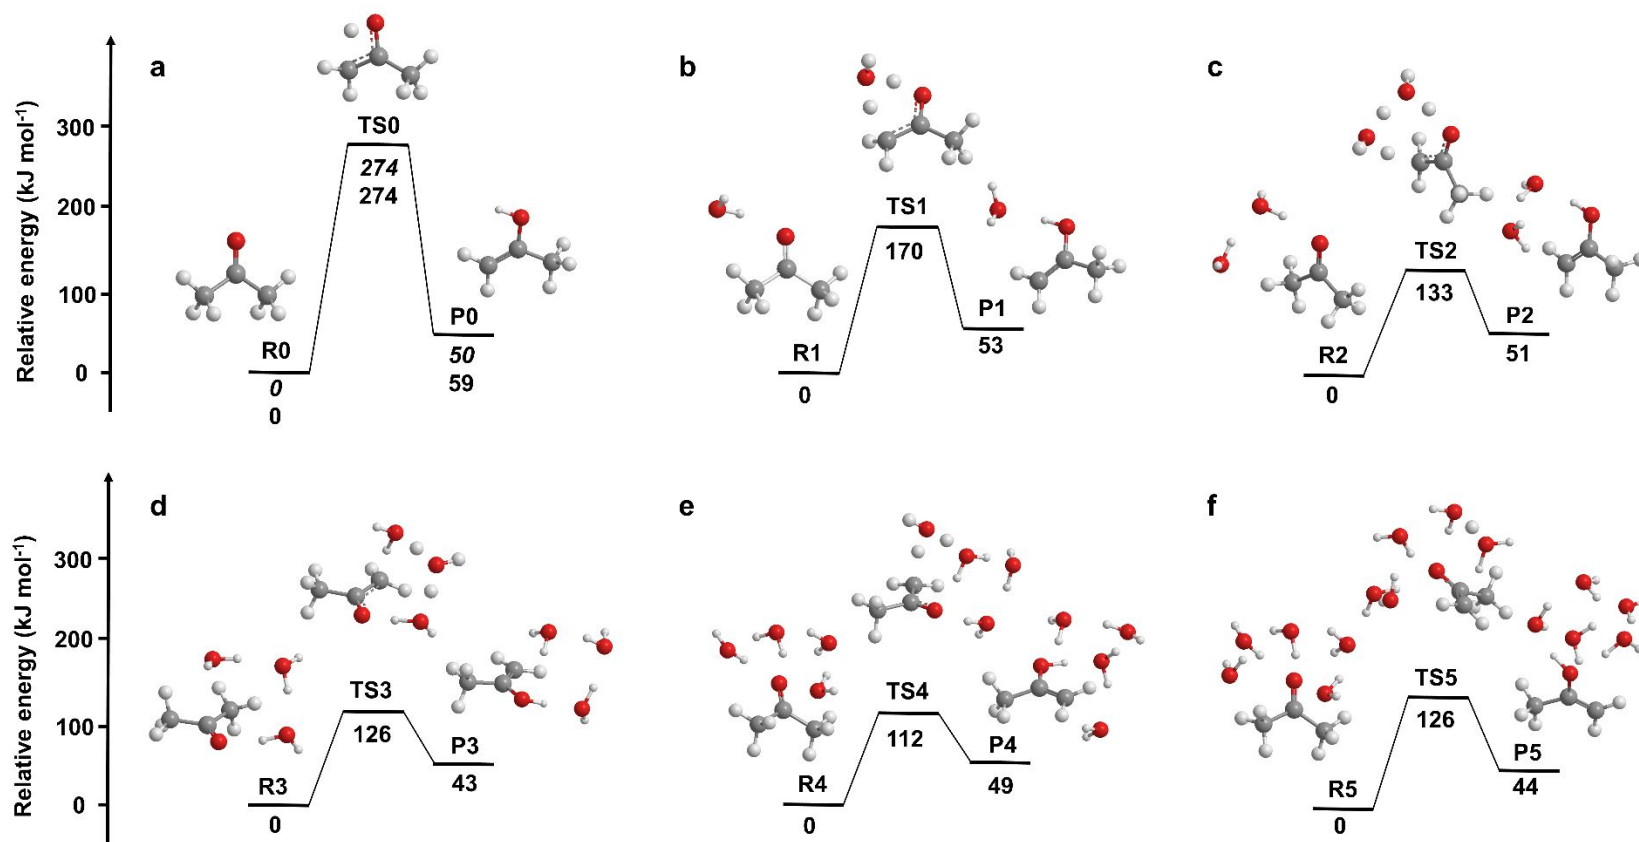 Relative energy (kJ mol-1)
300
200
100
0
a
TS0
274
274
R0
0
0
P0
50
59
b
TS1
170
R1
0
P1
53
c
TS2
133
R2
0
P2
51
Relative energy (kJ mol-1)
300
200
100
0
d
TS3
126
R3
0
P3
43
e
TS4
112
R4
0
P4
49
f
TS5
126
R5
0
P5
44